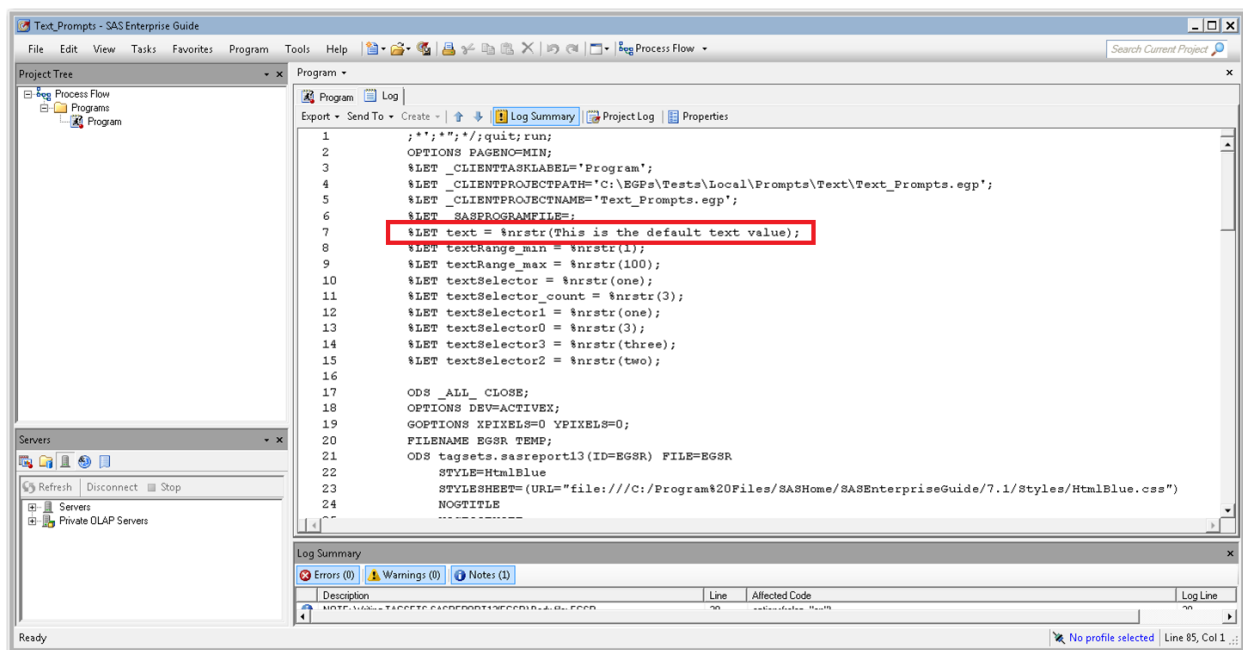 Text_Prompts - SAS Enterprise Guide
File Edit View Tasks Favorites Program Tools Help Process Flow Search Current Project
Project Tree
Process Flow
Programs
Program
Servers
Refresh Disconnect Stop
Servers
Private OLAP Servers
Program
Program Log
Export Send To Create Log Summary Project Log Properties
1 ;*';*";*/;quit;run;
2 OPTIONS PAGENO=MIN;
3 %LET _CLIENTTASKLABEL='Program';
4 %LET _CLIENTPROJECTPATH='C:\EGPs\Tests\Local\Prompts\Text\Text_Prompts.egp';
5 %LET _CLIENTPROJECTNAME='Text_Prompts.egp';
6 %LET _SASPROGRAMFILE=;
7 %LET text = %nrstr(This is the default text value);
8 %LET textRange_min = %nrstr(1);
9 %LET textRange_max = %nrstr(100);
10 %LET textSelector = %nrstr(one);
11 %LET textSelector_count = %nrstr(3);
12 %LET textSelector1 = %nrstr(one);
13 %LET textSelector0 = %nrstr(3);
14 %LET textSelector3 = %nrstr(three);
15 %LET textSelector2 = %nrstr(two);
16
17 ODS _ALL_ CLOSE;
18 OPTIONS DEV=ACTIVEX;
19 GOPTIONS XPIXELS=0 YPIXELS=0;
20 FILENAME EGSR TEMP;
21 ODS tagsets.sasreport13(ID=EGSR) FILE=EGSR
22 STYLE=HtmlBlue
23 STYLESHEET=(URL="file:///C:/Program%20Files/SASHome/SASEnterpriseGuide/7.1/Styles/HtmlBlue.css")
24 NOGTITLE
Log Summary
Errors (0) Warnings (0) Notes (1)
Description Line Affected Code Log Line
Ready No profile selected Line 85, Col 1